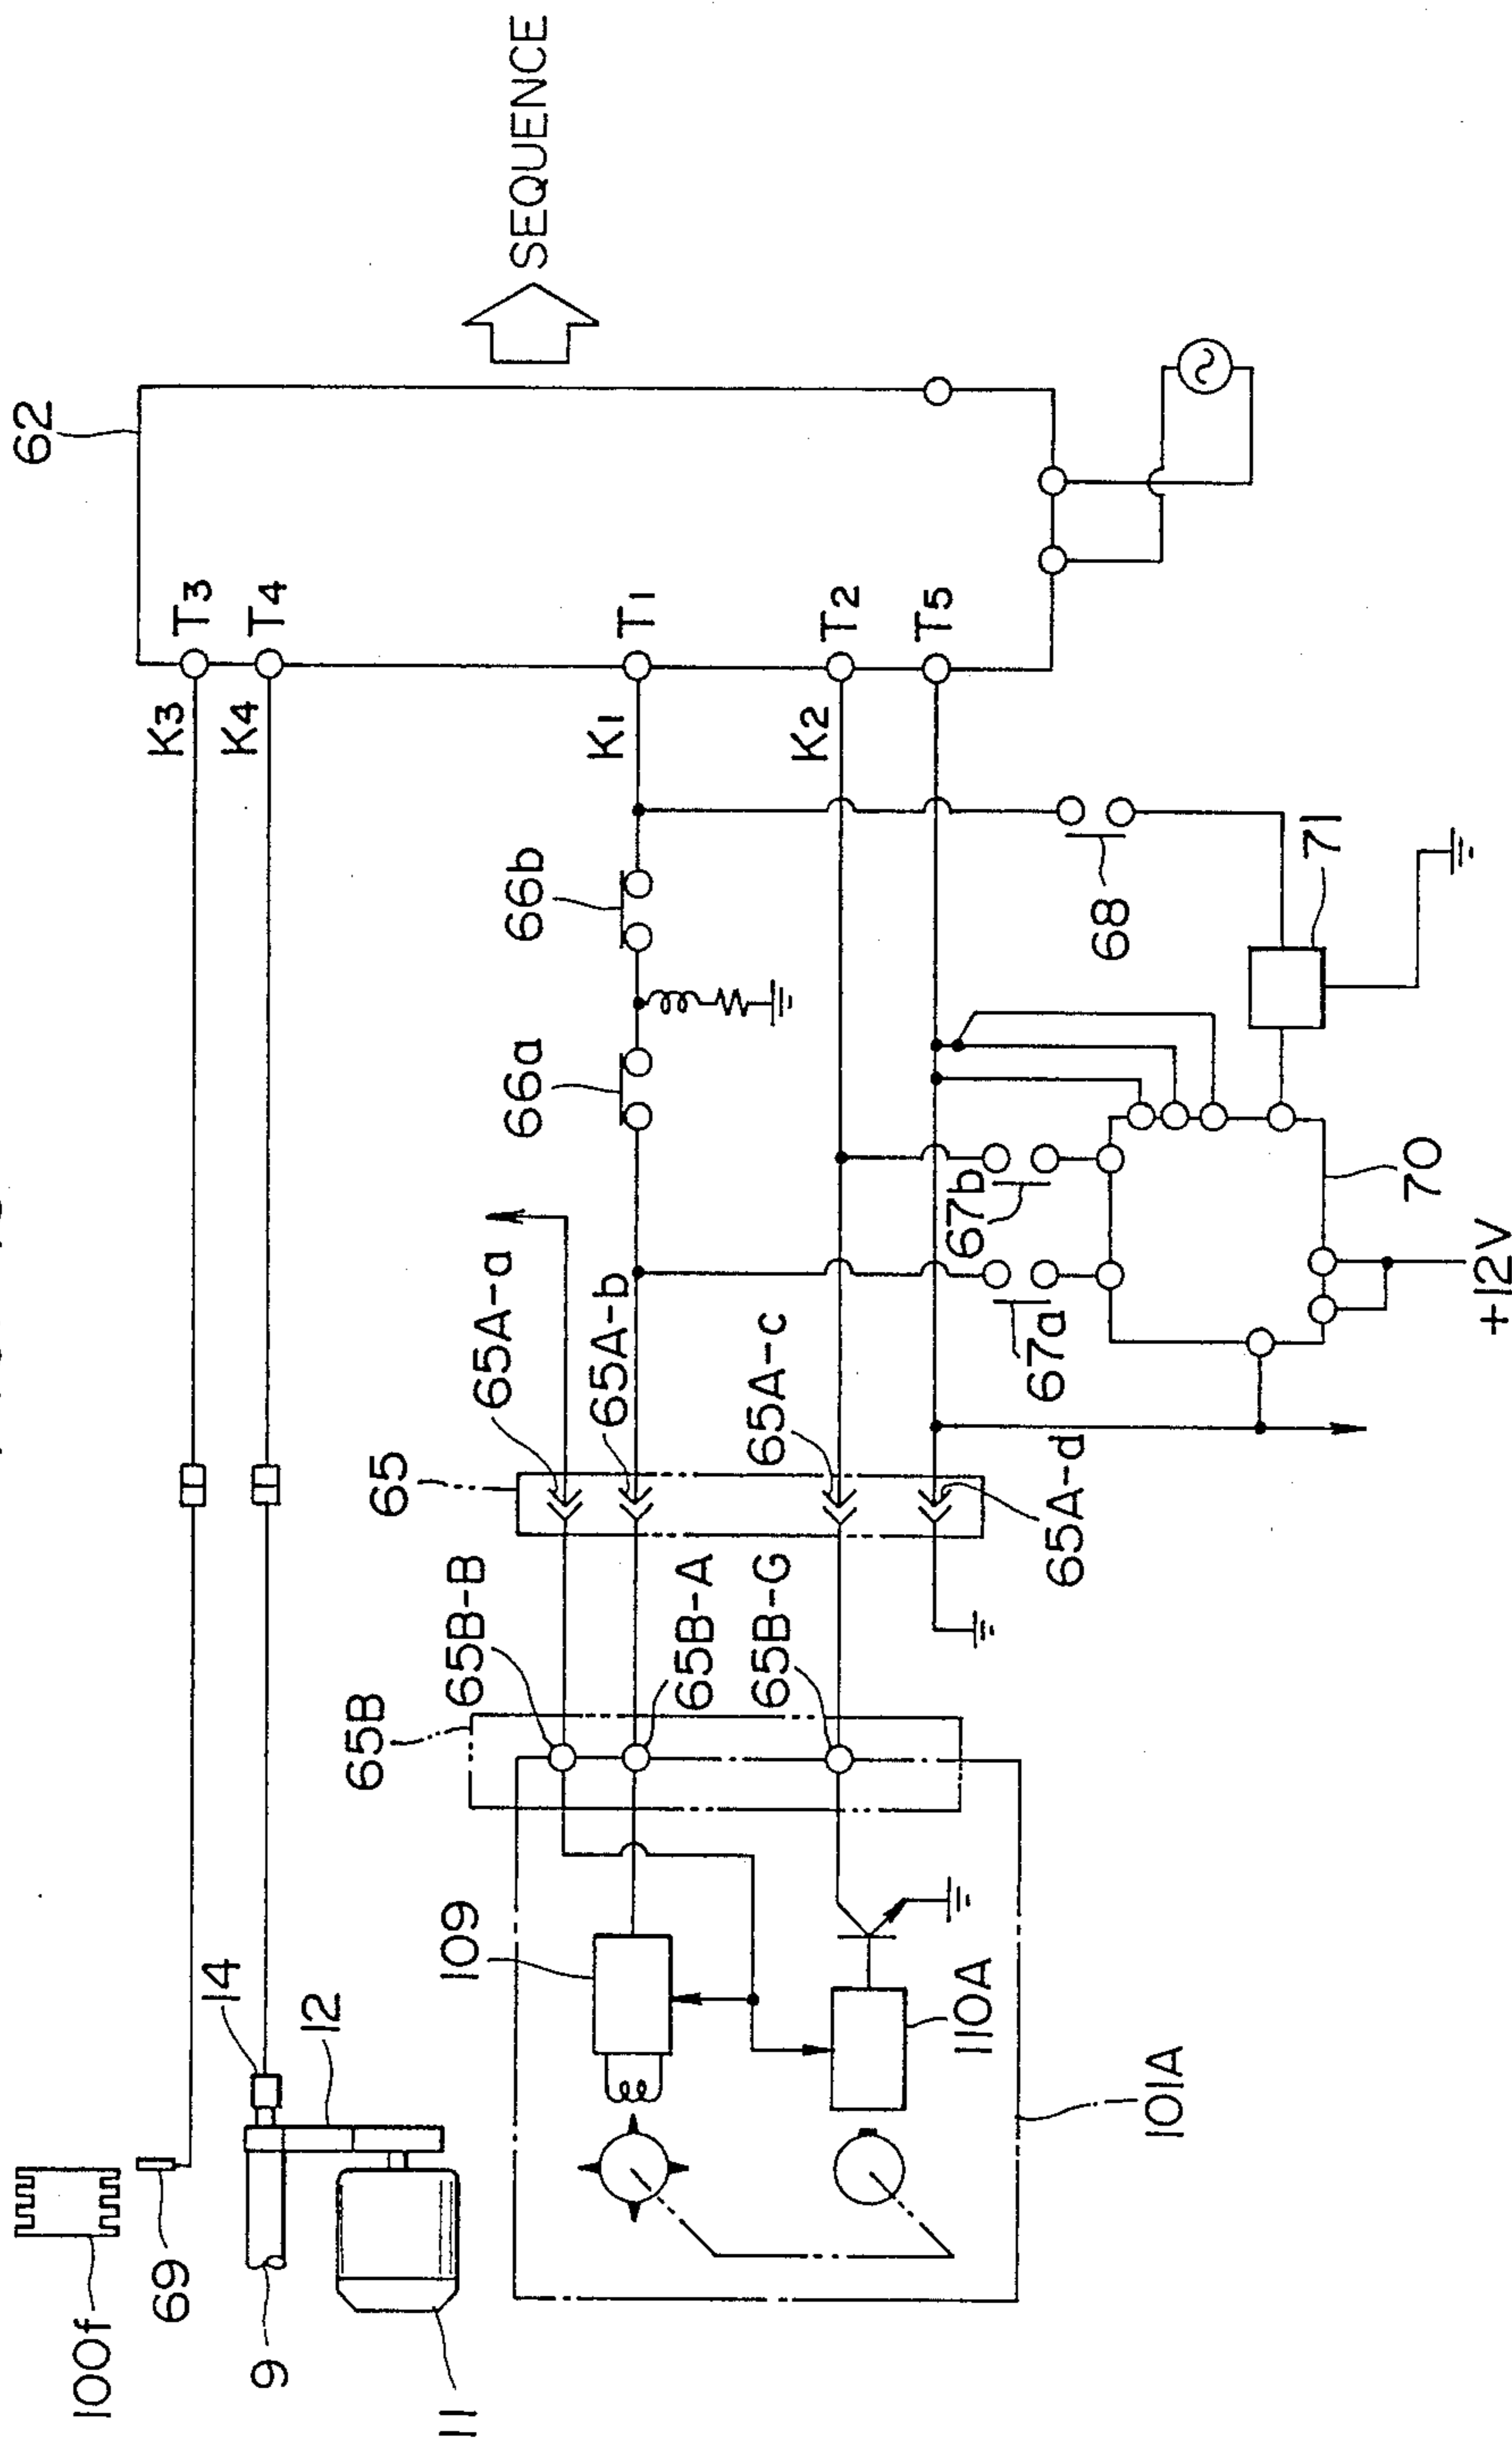 62
SEQUENCE
T3
T4
T1
T2
T5
K3
K4
K1
K2
66b
66a
68
71
70
67b
67a
+12V
65A-a
65A-b
65A-c
65A-d
65
65B-B
65B-A
65B-G
65B
109
110A
101A
14
12
69
100f
9
11